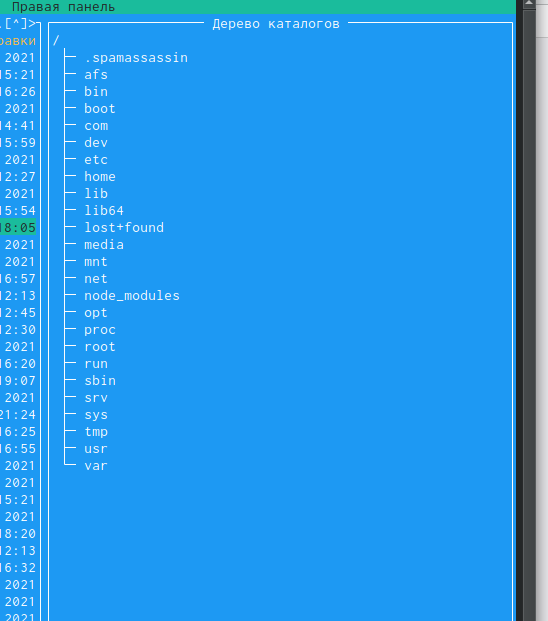 Правая панель
.[^]>
Дерево каталогов
равки
/
2021
.spamassassin
15:21
afs
16:26
bin
2021
boot
14:41
com
15:59
dev
2021
etc
12:27
home
2021
lib
15:54
lib64
18:05
lost+found
2021
media
2021
mnt
16:57
net
12:13
node_modules
12:45
opt
12:30
proc
2021
root
16:20
run
19:07
sbin
2021
srv
21:24
sys
16:25
tmp
16:55
usr
2021
var
2021
15:21
2021
18:20
12:13
16:32
2021
2021
2021